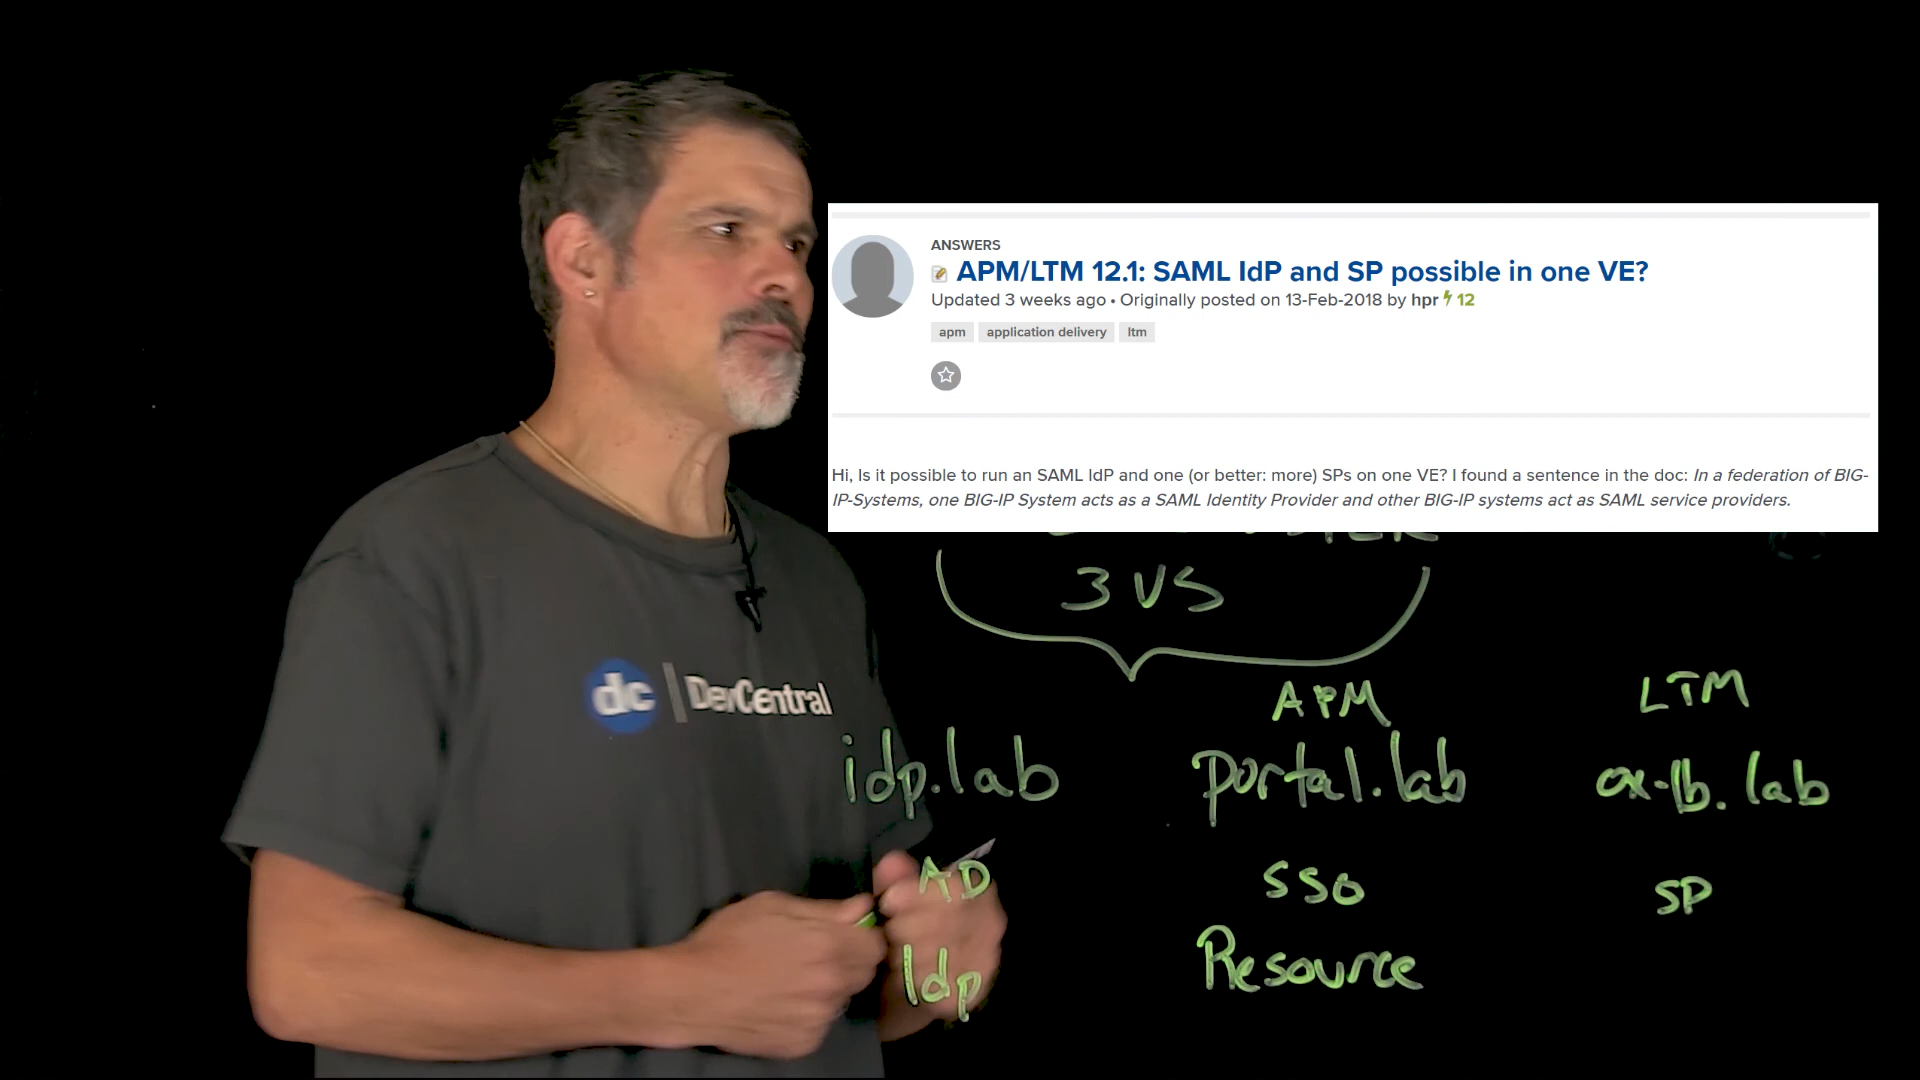 ANSWERS
APM/LTM 12.1: SAML IdP and SP possible in one VE?
Updated 3 weeks ago • Originally posted on 13-Feb-2018 by hpr 12
apm application delivery ltm
Hi, Is it possible to run an SAML IdP and one (or better: more) SPs on one VE? I found a sentence in the doc: In a federation of BIG-
IP-Systems, one BIG-IP System acts as a SAML Identity Provider and other BIG-IP systems act as SAML service providers.
3 VS
dc | DevCentral
APM
LTM
idp.lab
portal.lab
ox-lb.lab
AD
SSO
SP
Idp
Resource